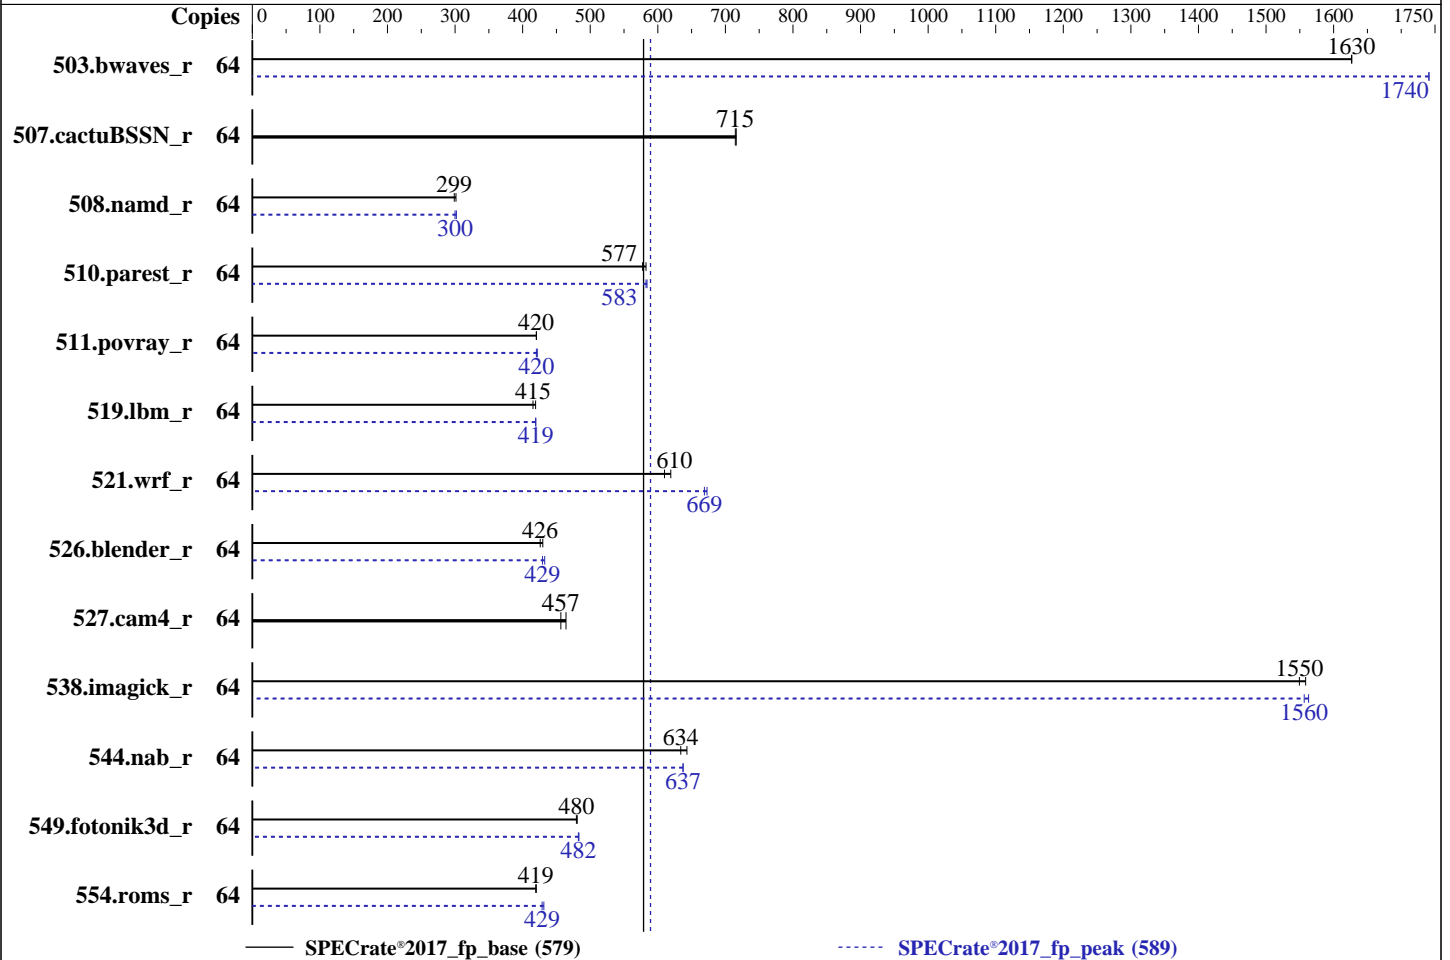 Copies 0 100 200 300 400 500 600 700 800 900 1000 1100 1200 1300 1400 1500 1600 1750
1630
503.bwaves_r 64
1740
715
507.cactuBSSN_r 64
299
508.namd_r 64
300
577
510.parest_r 64
583
420
511.povray_r 64
420
415
519.lbm_r 64
419
610
521.wrf_r 64
669
426
526.blender_r 64
429
457
527.cam4_r 64
1550
538.imagick_r 64
1560
634
544.nab_r 64
637
480
549.fotonik3d_r 64
482
419
554.roms_r 64
429
SPECrate®2017_fp_base (579) SPECrate®2017_fp_peak (589)